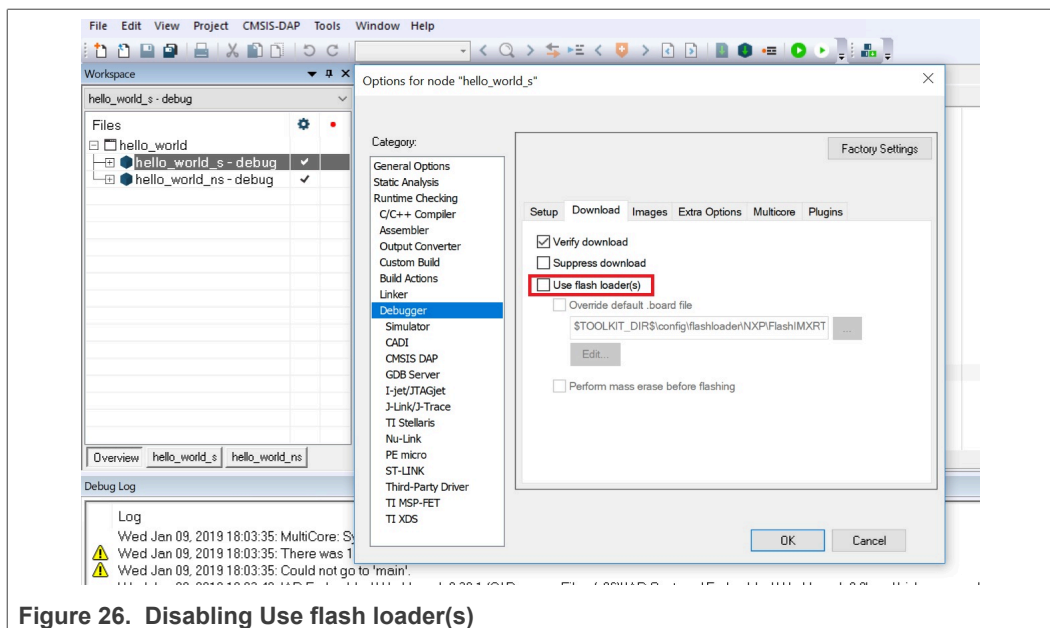 File Edit View Project CMSIS-DAP Tools Window Help
Workspace
hello_world_s - debug
Files
hello_world
hello_world_s - debug
hello_world_ns - debug
Overview hello_world_s hello_world_ns
Options for node "hello_world_s"
Category:
General Options
Static Analysis
Runtime Checking
C/C++ Compiler
Assembler
Output Converter
Custom Build
Build Actions
Linker
Debugger
Simulator
CADI
CMSIS DAP
GDB Server
I-jet/JTAGjet
J-Link/J-Trace
TI Stellaris
Nu-Link
PE micro
ST-LINK
Third-Party Driver
TI MSP-FET
TI XDS
Factory Settings
Setup Download Images Extra Options Multicore Plugins
Verify download
Suppress download
Use flash loader(s)
Override default .board file
$TOOLKIT_DIR$\config\flashloader\NXP\FlashIMXRT
...
Edit...
Perform mass erase before flashing
OK Cancel
Debug Log
Log
Wed Jan 09, 2019 18:03:35: MultiCore: Sy
Wed Jan 09, 2019 18:03:35: There was 1
Wed Jan 09, 2019 18:03:35: Could not go to 'main'.
Figure 26. Disabling Use flash loader(s)